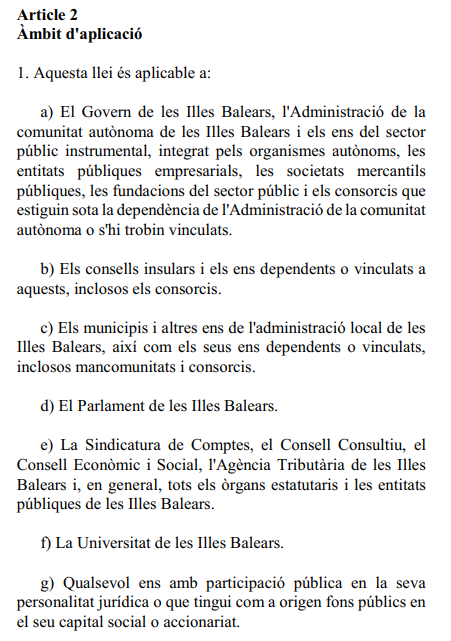 Article 2
Àmbit d'aplicació
1. Aquesta llei és aplicable a:
a) El Govern de les Illes Balears, l'Administració de la
comunitat autònoma de les Illes Balears i els ens del sector
públic instrumental, integrat pels organismes autònoms, les
entitats públiques empresarials, les societats mercantils
públiques, les fundacions del sector públic i els consorcis que
estiguin sota la dependència de l'Administració de la comunitat
autònoma o s'hi trobin vinculats.
b) Els consells insulars i els ens dependents o vinculats a
aquests, inclosos els consorcis.
c) Els municipis i altres ens de l'administració local de les
Illes Balears, així com els seus ens dependents o vinculats,
inclosos mancomunitats i consorcis.
d) El Parlament de les Illes Balears.
e) La Sindicatura de Comptes, el Consell Consultiu, el
Consell Econòmic i Social, l'Agència Tributària de les Illes
Balears i, en general, tots els òrgans estatutaris i les entitats
públiques de les Illes Balears.
f) La Universitat de les Illes Balears.
g) Qualsevol ens amb participació pública en la seva
personalitat jurídica o que tingui com a origen fons públics en
el seu capital social o accionariat.